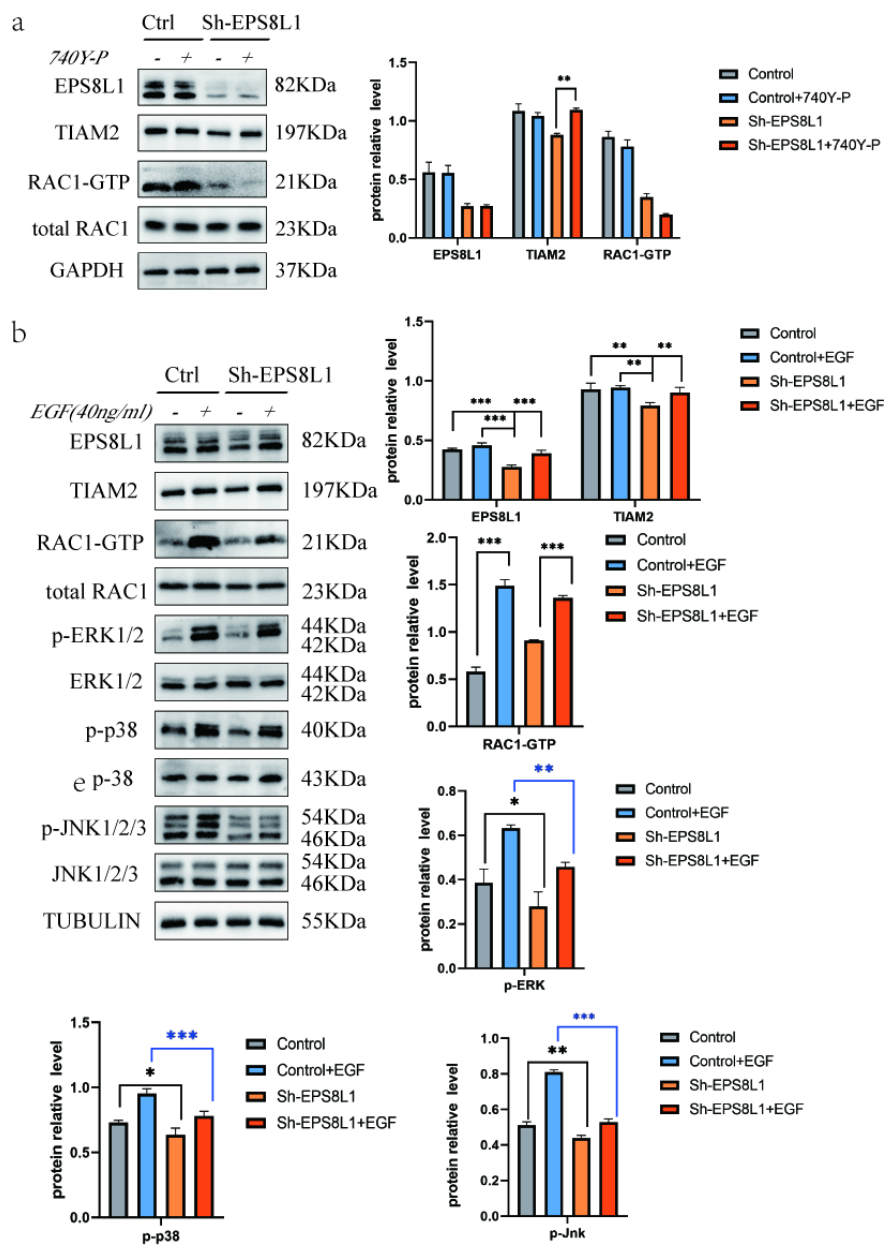 a
Ctrl Sh-EPS8L1
740Y-P - + - +
EPS8L1 82KDa
TIAM2 197KDa
RAC1-GTP 21KDa
total RAC1 23KDa
GAPDH 37KDa
protein relative level
1.5
1.0
0.5
0.0
**
EPS8L1 TIAM2 RAC1-GTP
Control
Control+740Y-P
Sh-EPS8L1
Sh-EPS8L1+740Y-P
b
Ctrl Sh-EPS8L1
EGF(40ng/ml) - + - +
EPS8L1 82KDa
TIAM2 197KDa
RAC1-GTP 21KDa
total RAC1 23KDa
p-ERK1/2 44KDa
42KDa
ERK1/2 44KDa
42KDa
p-p38 40KDa
e p-38 43KDa
p-JNK1/2/3 54KDa
46KDa
JNK1/2/3 54KDa
46KDa
TUBULIN 55KDa
protein relative level
1.5
1.0
0.5
0.0
*** *** ***
** ** **
EPS8L1 TIAM2
Control
Control+EGF
Sh-EPS8L1
Sh-EPS8L1+EGF
protein relative level
2.0
1.5
1.0
0.5
0.0
*** ***
RAC1-GTP
Control
Control+EGF
Sh-EPS8L1
Sh-EPS8L1+EGF
protein relative level
0.8
0.6
0.4
0.2
0.0
**
*
p-ERK
Control
Control+EGF
Sh-EPS8L1
Sh-EPS8L1+EGF
protein relative level
1.5
1.0
0.5
0.0
***
*
p-p38
Control
Control+EGF
Sh-EPS8L1
Sh-EPS8L1+EGF
protein relative level
1.0
0.8
0.6
0.4
0.2
0.0
***
**
p-Jnk
Control
Control+EGF
Sh-EPS8L1
Sh-EPS8L1+EGF